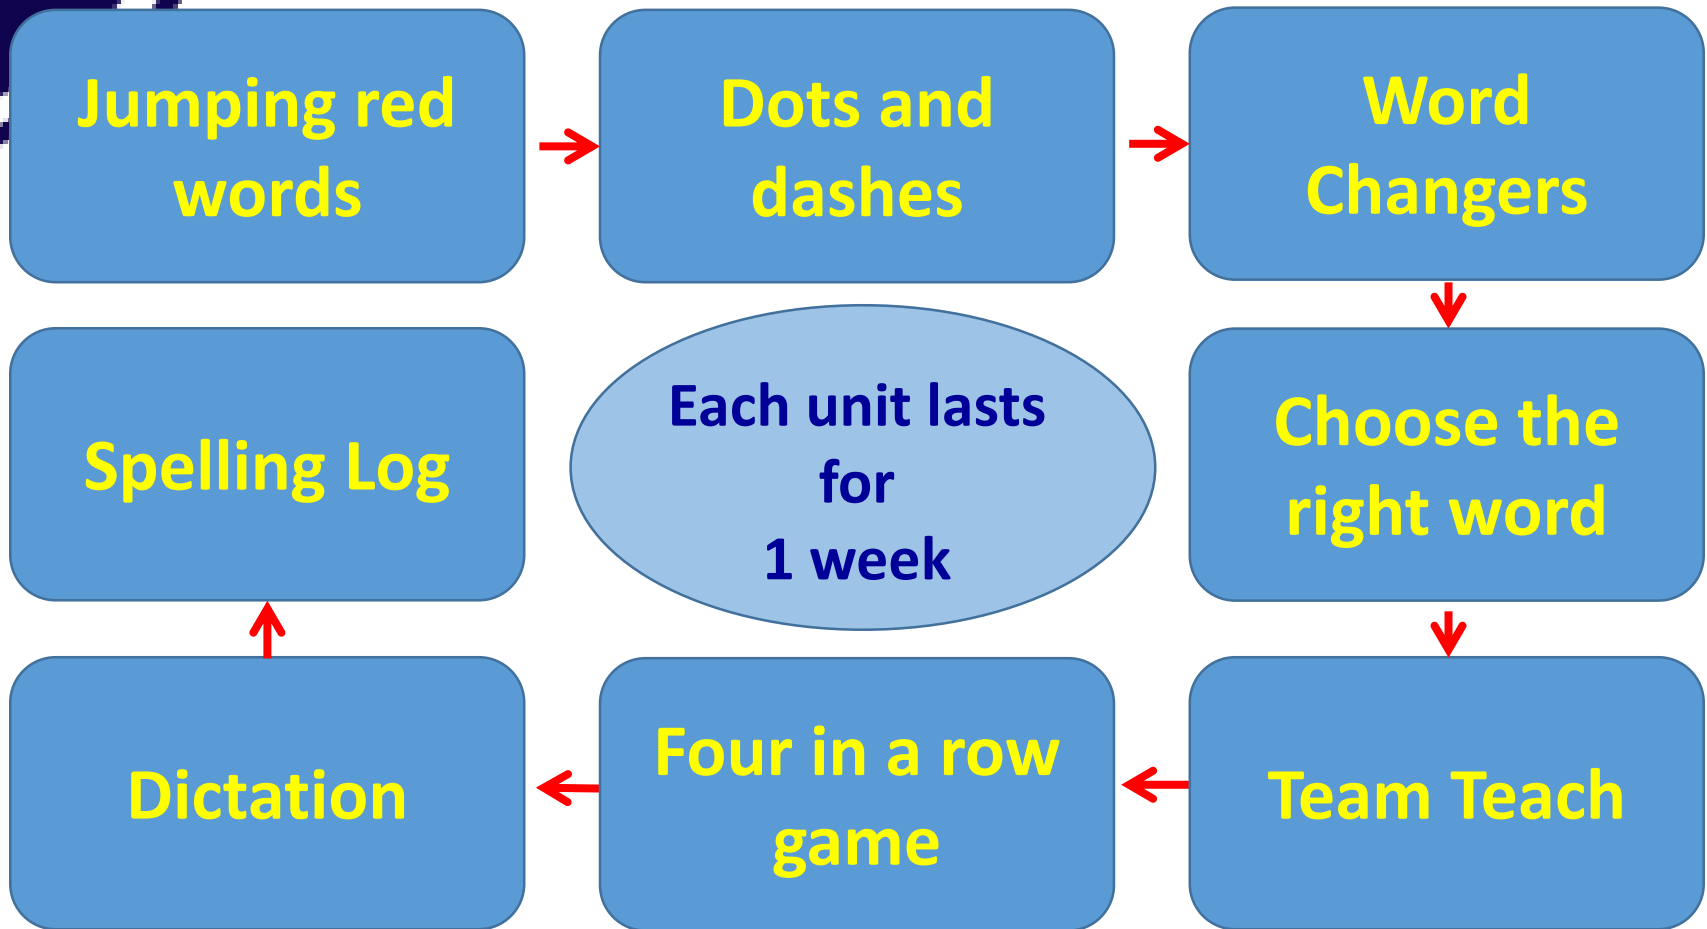 Jumping red
words
Dots and
dashes
Word
Changers
Choose the
right word
Team Teach
Four in a row
game
Dictation
Spelling Log
Each unit lasts
for
1 week